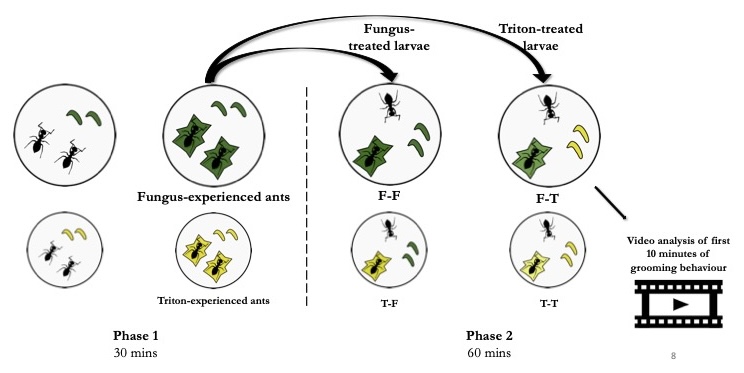 Fungus-
treated larvae
Triton-treated
larvae
Fungus-experienced ants
F-F
F-T
Triton-experienced ants
T-F
T-T
Video analysis of first
10 minutes of
grooming behaviour
Phase 1
30 mins
Phase 2
60 mins
8